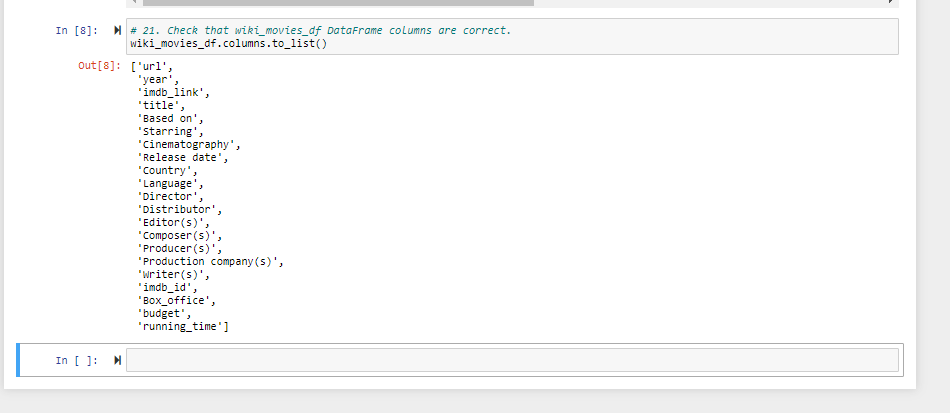 In [8]:
# 21. Check that wiki_movies_df DataFrame columns are correct.
wiki_movies_df.columns.to_list()
Out[8]: ['url',
'year',
'imdb_link',
'title',
'Based on',
'Starring',
'Cinematography',
'Release date',
'Country',
'Language',
'Director',
'Distributor',
'Editor(s)',
'Composer(s)',
'Producer(s)',
'Production company(s)',
'Writer(s)',
'imdb_id',
'Box_office',
'budget',
'running_time']
In [ ]: